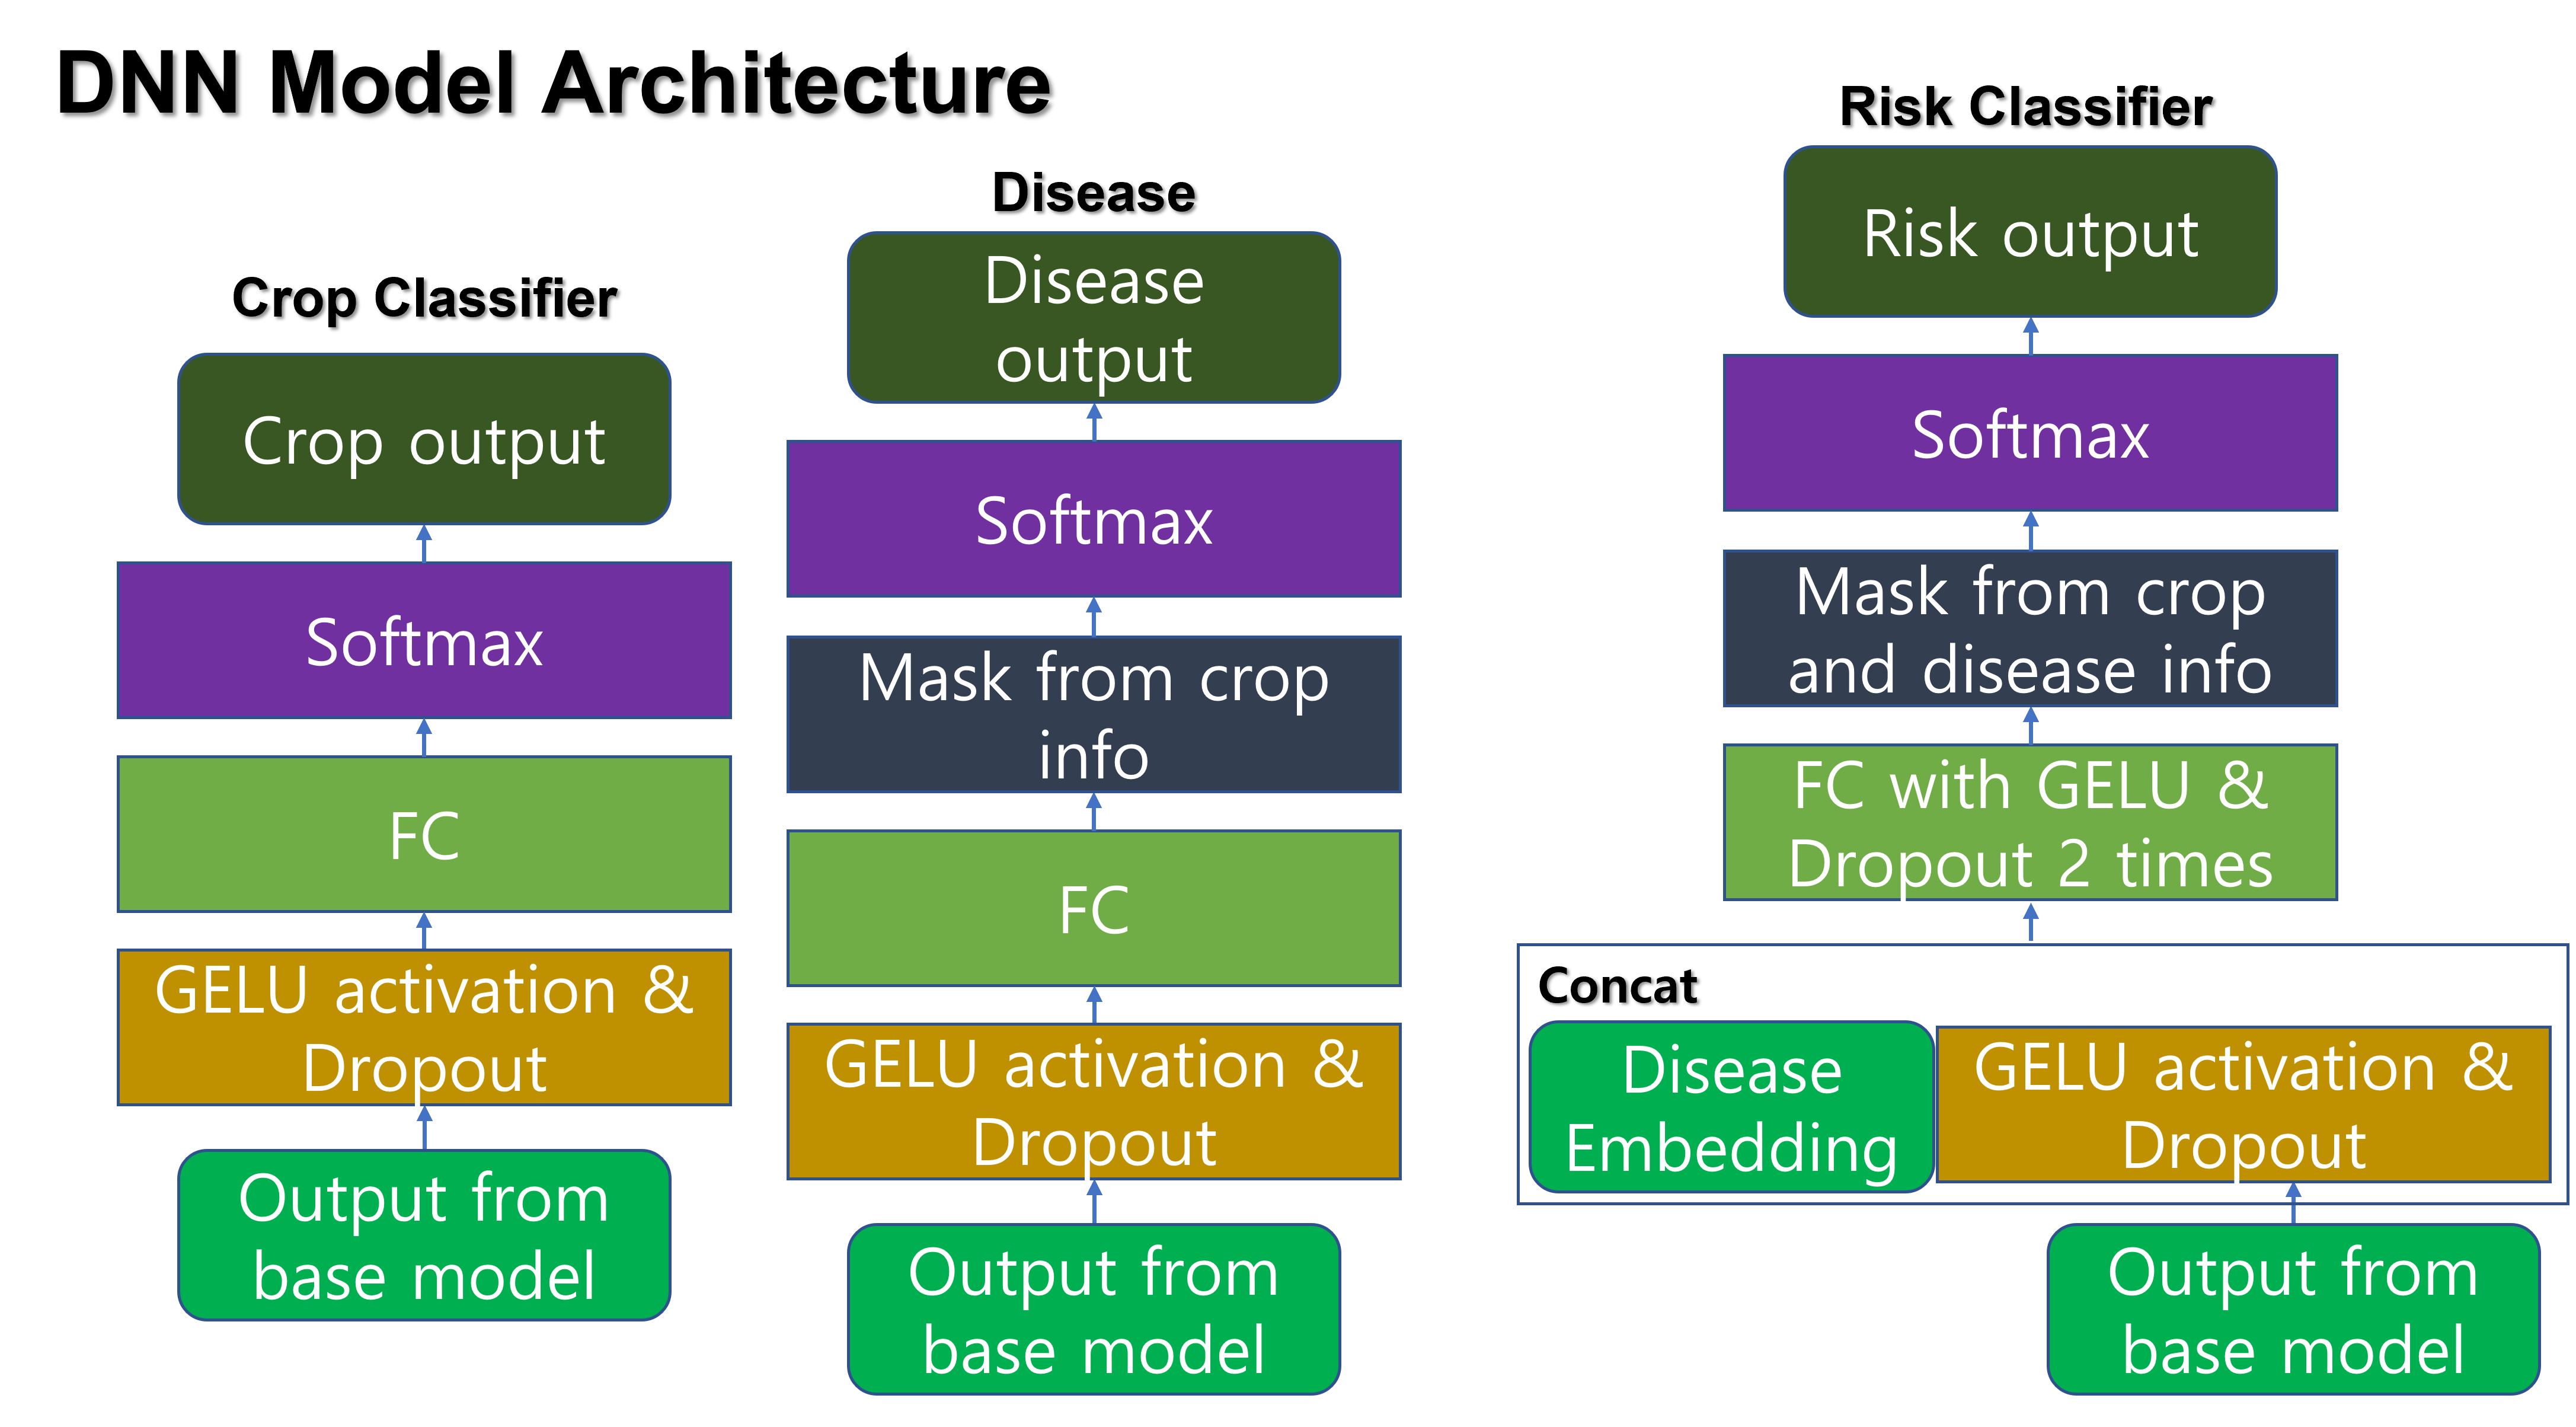 DNN Model Architecture
Crop Classifier
Crop output
Softmax
FC
GELU activation &
Dropout
Output from
base model
Disease
Disease
output
Softmax
Mask from crop
info
FC
GELU activation &
Dropout
Output from
base model
Risk Classifier
Risk output
Softmax
Mask from crop
and disease info
FC with GELU &
Dropout 2 times
Concat
Disease
Embedding
GELU activation &
Dropout
Output from
base model